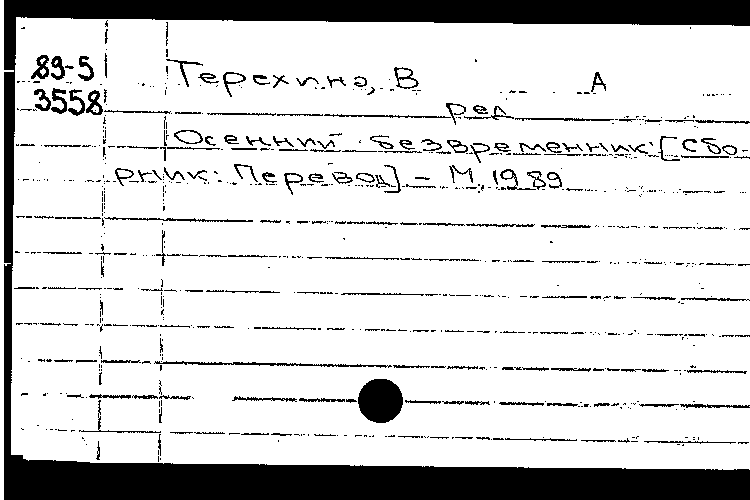 89-5
Терехина, В А
3558
ред
Осенний безвременник: [Сбо-
рник: Перевод] - М, 1989